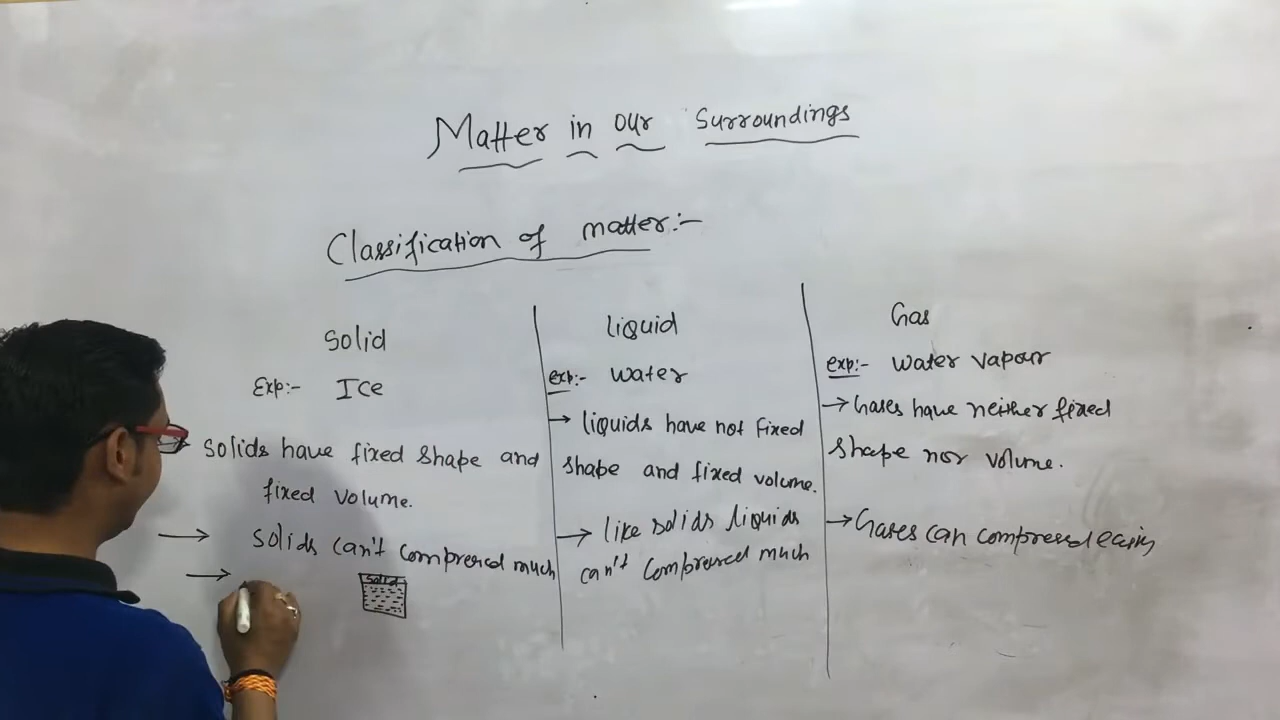 Matter in our Surroundings
Classification of matter:-
Solid
Exp:- ICe
solids have fixed shape and
fixed volume.
→ solids can't compressed much
→
solid
liquid
exp:- water
→ liquids have not fixed
shape and fixed volume.
→ like solids liquids
can't compressed much
Gas
exp:- water vapour
→ Gases have neither fixed
shape nor volume.
→ Gases can compressed easily